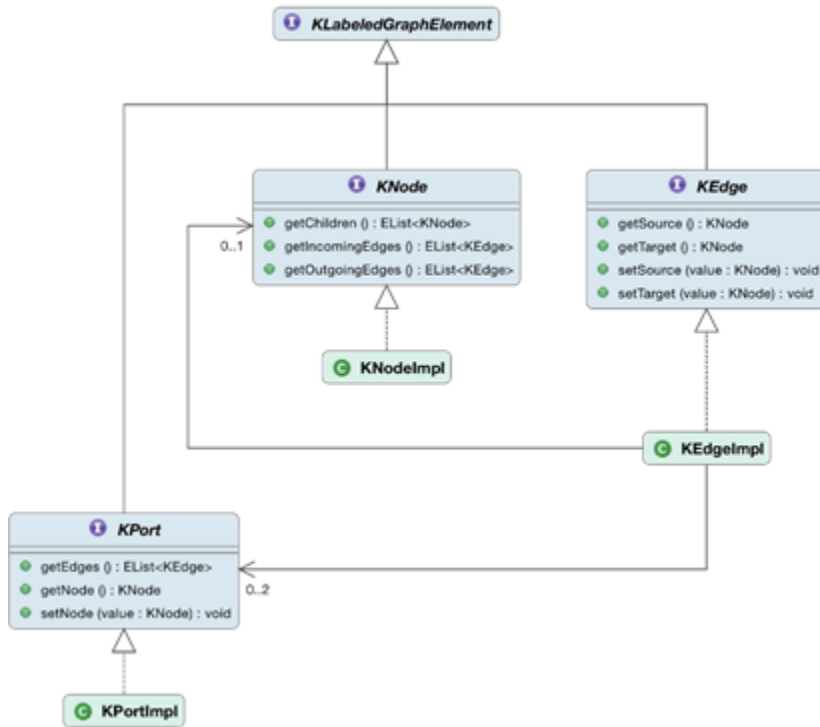 I KLabeledGraphElement
I KNode
getChildren () : EList<KNode>
getIncomingEdges () : EList<KEdge>
getOutgoingEdges () : EList<KEdge>
I KEdge
getSource () : KNode
getTarget () : KNode
setSource (value : KNode) : void
setTarget (value : KNode) : void
0..1
C KNodeImpl
C KEdgeImpl
I KPort
getEdges () : EList<KEdge>
getNode () : KNode
setNode (value : KNode) : void
0..2
C KPortImpl